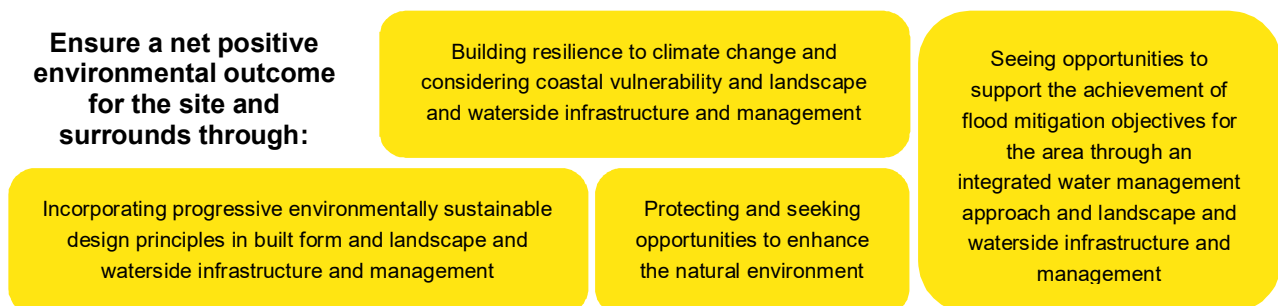 Ensure a net positive
environmental outcome
for the site and
surrounds through:
Building resilience to climate change and
considering coastal vulnerability and landscape
and waterside infrastructure and management
Seeing opportunities to
support the achievement of
flood mitigation objectives for
the area through an
integrated water management
approach and landscape and
waterside infrastructure and
management
Incorporating progressive environmentally sustainable
design principles in built form and landscape and
waterside infrastructure and management
Protecting and seeking
opportunities to enhance
the natural environment